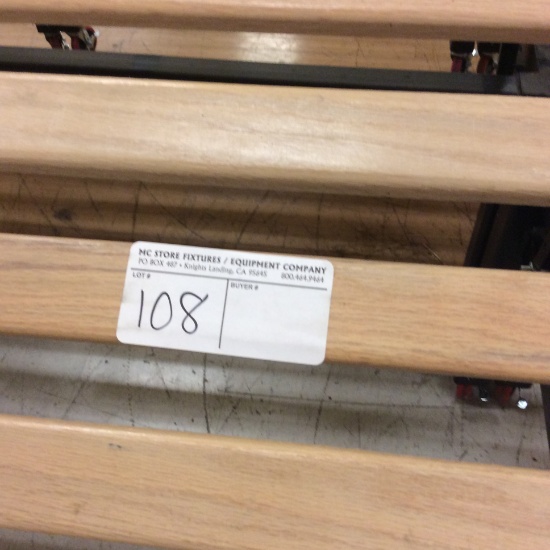 MC STORE FIXTURES / EQUIPMENT COMPANY
PO BOX 487 • Knights Landing, CA 95645 800.464.9464
LOT # BUYER #
108